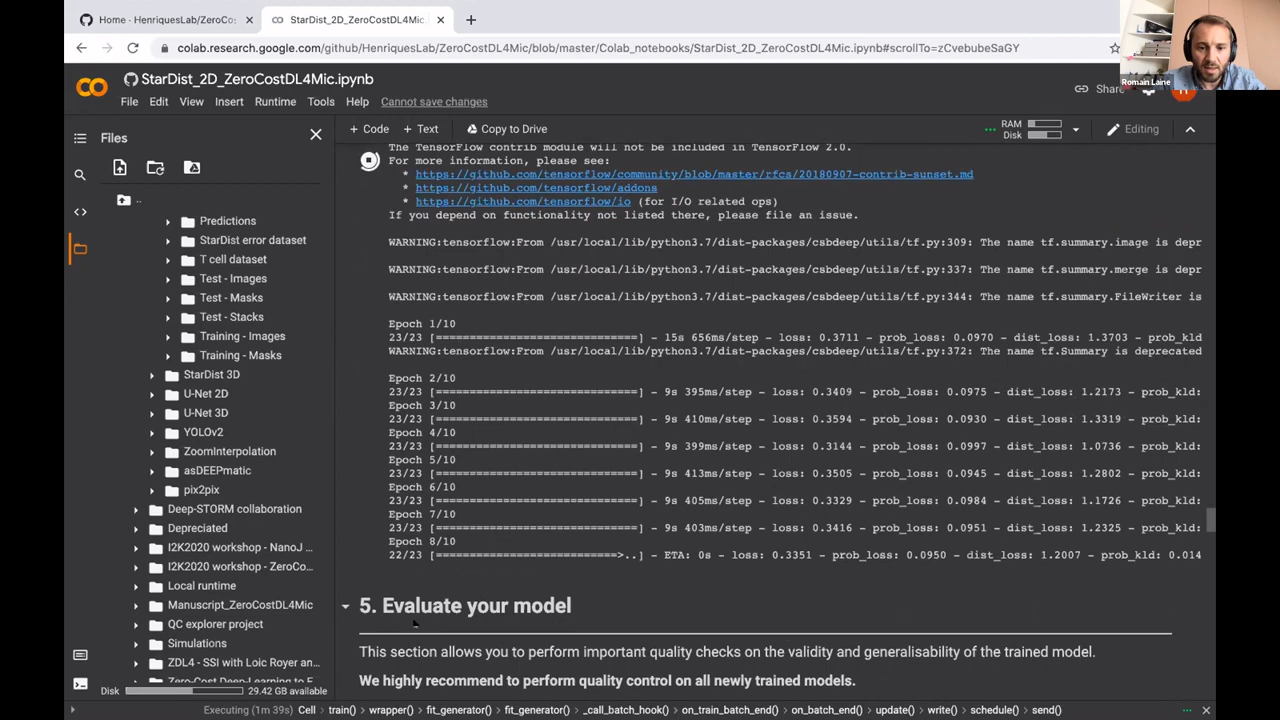 Home - HenriquesLab/ZeroCo:
StarDist_2D_ZeroCostDL4Mic.
colab.research.google.com/github/HenriquesLab/ZeroCostDL4Mic/blob/master/Colab_notebooks/StarDist_2D_ZeroCostDL4Mic.ipynb#scrollTo=zCvebubeSaGY
Romain Laine
StarDist_2D_ZeroCostDL4Mic.ipynb
File Edit View Insert Runtime Tools Help Cannot save changes
Share
Files
+ Code + Text Copy to Drive
RAM
Disk
Editing
..
Predictions
StarDist error dataset
T cell dataset
Test - Images
Test - Masks
Test - Stacks
Training - Images
Training - Masks
StarDist 3D
U-Net 2D
U-Net 3D
YOLOv2
ZoomInterpolation
asDEEPmatic
pix2pix
Deep-STORM collaboration
Depreciated
I2K2020 workshop - NanoJ ...
I2K2020 workshop - ZeroCo...
Local runtime
Manuscript_ZeroCostDL4Mic
QC explorer project
Simulations
ZDL4 - SSI with Loic Royer an...
Zero-Cost Deep-Learning to E
Disk 29.42 GB available
The TensorFlow contrib module will not be included in TensorFlow 2.0.
For more information, please see:
* https://github.com/tensorflow/community/blob/master/rfcs/20180907-contrib-sunset.md
* https://github.com/tensorflow/addons
* https://github.com/tensorflow/io (for I/O related ops)
If you depend on functionality not listed there, please file an issue.
WARNING:tensorflow:From /usr/local/lib/python3.7/dist-packages/csbdeep/utils/tf.py:309: The name tf.summary.image is depr
WARNING:tensorflow:From /usr/local/lib/python3.7/dist-packages/csbdeep/utils/tf.py:337: The name tf.summary.merge is depr
WARNING:tensorflow:From /usr/local/lib/python3.7/dist-packages/csbdeep/utils/tf.py:344: The name tf.summary.FileWriter is
Epoch 1/10
23/23 [==============================] - 15s 656ms/step - loss: 0.3711 - prob_loss: 0.0970 - dist_loss: 1.3703 - prob_kld:
WARNING:tensorflow:From /usr/local/lib/python3.7/dist-packages/csbdeep/utils/tf.py:372: The name tf.Summary is deprecated
Epoch 2/10
23/23 [==============================] - 9s 395ms/step - loss: 0.3409 - prob_loss: 0.0975 - dist_loss: 1.2173 - prob_kld:
Epoch 3/10
23/23 [==============================] - 9s 410ms/step - loss: 0.3594 - prob_loss: 0.0930 - dist_loss: 1.3319 - prob_kld:
Epoch 4/10
23/23 [==============================] - 9s 399ms/step - loss: 0.3144 - prob_loss: 0.0997 - dist_loss: 1.0736 - prob_kld:
Epoch 5/10
23/23 [==============================] - 9s 413ms/step - loss: 0.3505 - prob_loss: 0.0945 - dist_loss: 1.2802 - prob_kld:
Epoch 6/10
23/23 [==============================] - 9s 405ms/step - loss: 0.3329 - prob_loss: 0.0984 - dist_loss: 1.1726 - prob_kld:
Epoch 7/10
23/23 [==============================] - 9s 403ms/step - loss: 0.3416 - prob_loss: 0.0951 - dist_loss: 1.2325 - prob_kld:
Epoch 8/10
22/23 [===========================>..] - ETA: 0s - loss: 0.3351 - prob_loss: 0.0950 - dist_loss: 1.2007 - prob_kld: 0.014
5. Evaluate your model
This section allows you to perform important quality checks on the validity and generalisability of the trained model.
We highly recommend to perform quality control on all newly trained models.
Executing (1m 39s) Cell > train() > wrapper() > fit_generator() > fit_generator() > _call_batch_hook() > on_train_batch_end() > on_batch_end() > update() > write() > schedule() > send()